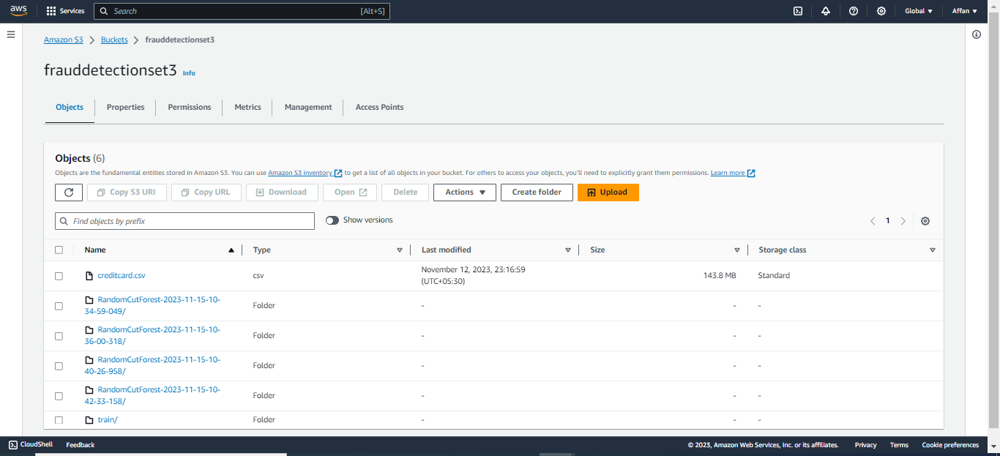 aws Services Search [Alt+S] Global Affan
Amazon S3 Buckets frauddetectionset3
frauddetectionset3 Info
Objects Properties Permissions Metrics Management Access Points
Objects (6)
Objects are the fundamental entities stored in Amazon S3. You can use Amazon S3 inventory to get a list of all objects in your bucket. For others to access your objects, you'll need to explicitly grant them permissions. Learn more
Copy S3 URI Copy URL Download Open Delete Actions Create folder Upload
Find objects by prefix Show versions 1
Name Type Last modified Size Storage class
creditcard.csv csv November 12, 2023, 23:16:59 143.8 MB Standard
(UTC+05:30)
RandomCutForest-2023-11-15-10- Folder - - -
34-59-049/
RandomCutForest-2023-11-15-10- Folder - - -
36-00-318/
RandomCutForest-2023-11-15-10- Folder - - -
40-26-958/
RandomCutForest-2023-11-15-10- Folder - - -
42-33-158/
train/ Folder - - -
CloudShell Feedback © 2023, Amazon Web Services, Inc. or its affiliates. Privacy Terms Cookie preferences